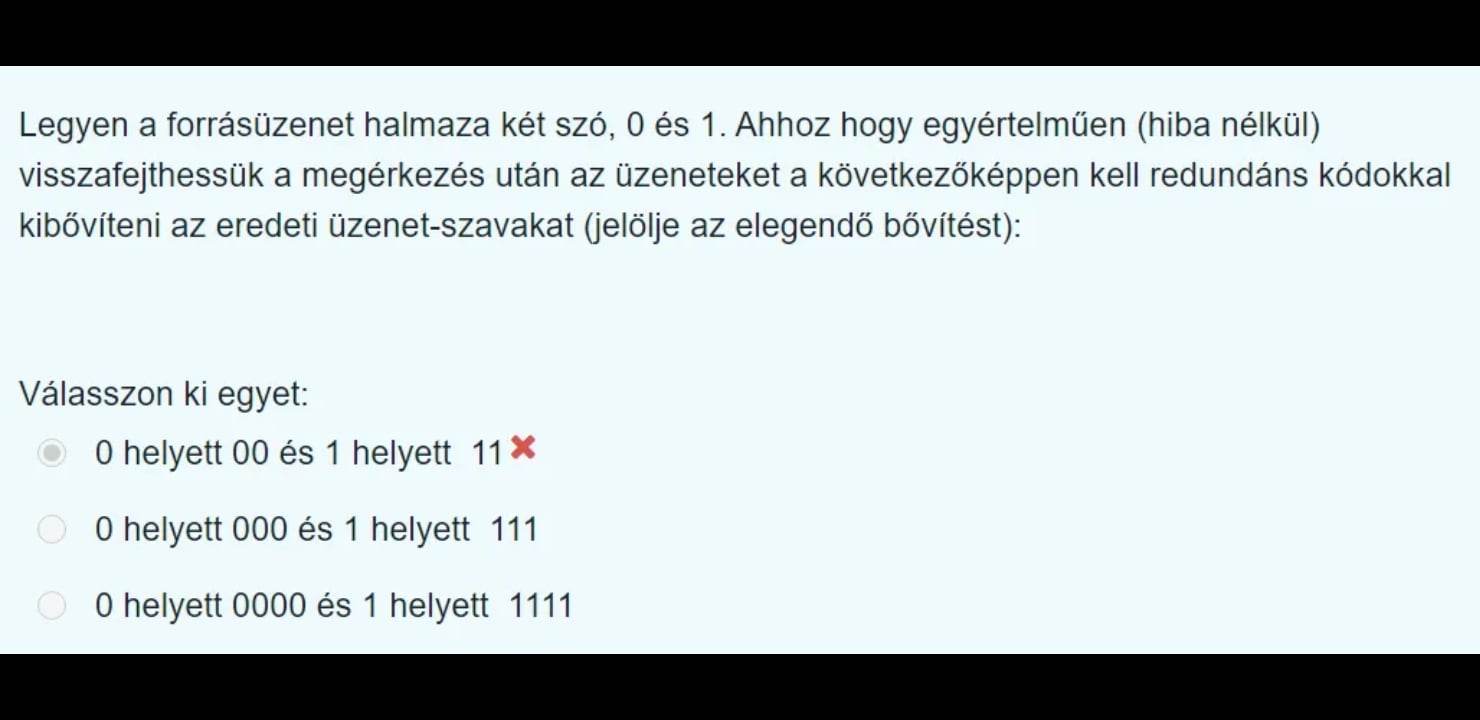 Legyen a forrásüzenet halmaza két szó, 0 és 1. Ahhoz hogy egyértelműen (hiba nélkül)
visszafejthessük a megérkezés után az üzeneteket a következőképpen kell redundáns kódokkal
kibővíteni az eredeti üzenet-szavakat (jelölje az elegendő bővítést):
Válasszon ki egyet:
0 helyett 00 és 1 helyett 11
0 helyett 000 és 1 helyett 111
0 helyett 0000 és 1 helyett 1111